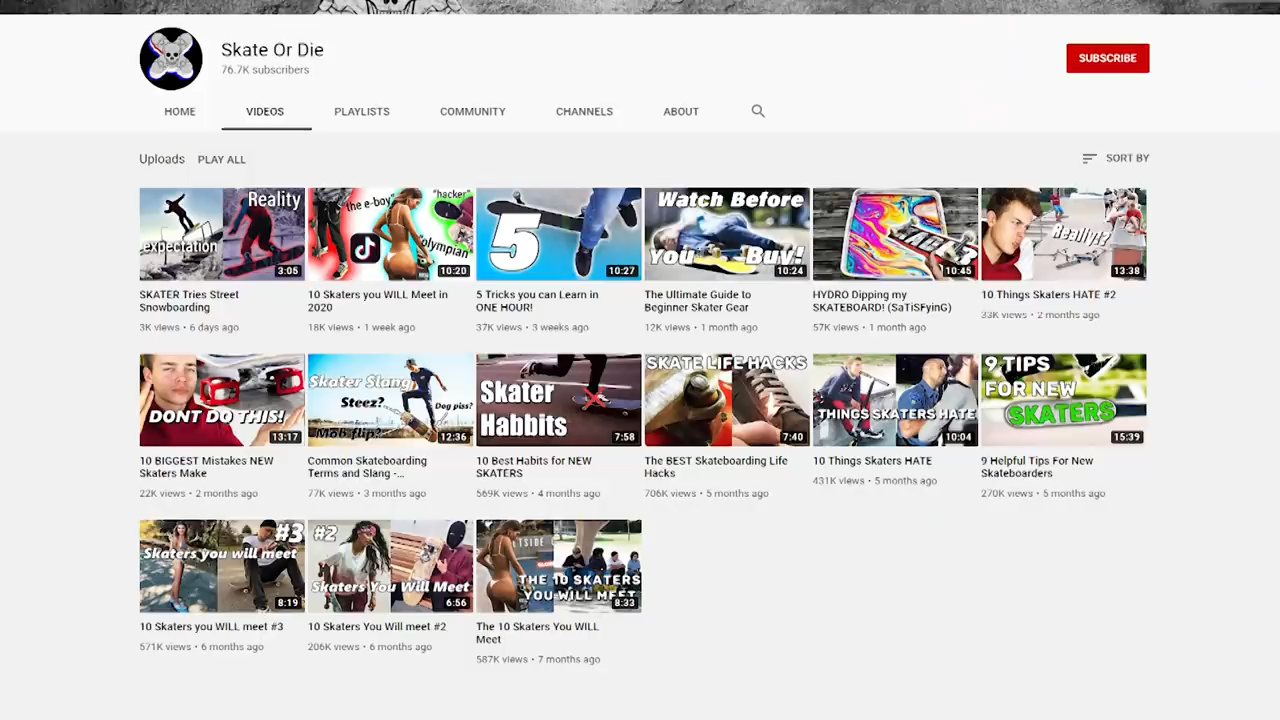 Skate Or Die
76.7K subscribers
SUBSCRIBE
HOME VIDEOS PLAYLISTS COMMUNITY CHANNELS ABOUT
Uploads PLAY ALL SORT BY
expectation
Reality
3:05
the e-boy"
"hacker"
"olympian"
10:20
5
10:27
Watch Before
You Buy!
10:24
10:45
Really!?
13:38
SKATER Tries Street
Snowboarding
3K views • 6 days ago
10 Skaters you WILL Meet in
2020
18K views • 1 week ago
5 Tricks you can Learn in
ONE HOUR!
37K views • 3 weeks ago
The Ultimate Guide to
Beginner Skater Gear
12K views • 1 month ago
HYDRO Dipping my
SKATEBOARD! (SaTiSFyinG)
57K views • 1 month ago
10 Things Skaters HATE #2
33K views • 2 months ago
DONT DO THIS!
13:17
Skater Slang
Steez?
Dog piss?
Mob flip?
12:36
Skater
Habbits
7:58
SKATE LIFE HACKS
7:40
THINGS SKATERS HATE
10:04
9 TIPS
FOR NEW
SKATERS
15:39
10 BIGGEST Mistakes NEW
Skaters Make
22K views • 2 months ago
Common Skateboarding
Terms and Slang -...
77K views • 3 months ago
10 Best Habits for NEW
SKATERS
569K views • 4 months ago
The BEST Skateboarding Life
Hacks
706K views • 5 months ago
10 Things Skaters HATE
431K views • 5 months ago
9 Helpful Tips For New
Skateboarders
270K views • 5 months ago
#3
Skaters you will meet
8:19
#2
Skaters You Will Meet
6:56
TSIDE
THE 10 SKATERS
YOU WILL MEET
8:33
10 Skaters you WILL meet #3
571K views • 6 months ago
10 Skaters You Will meet #2
206K views • 6 months ago
The 10 Skaters You WILL
Meet
587K views • 7 months ago